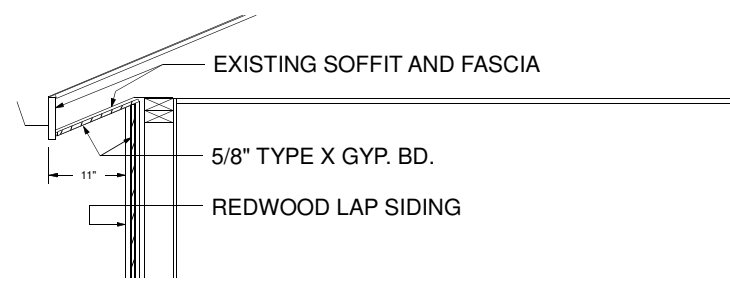 EXISTING SOFFIT AND FASCIA
5/8" TYPE X GYP. BD.
11"
REDWOOD LAP SIDING